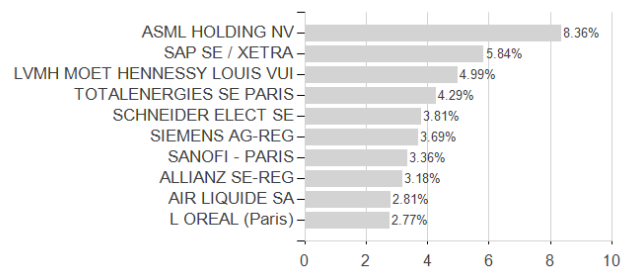 ASML HOLDING NV 8.36%
SAP SE / XETRA 5.84%
LVMH MOET HENNESSY LOUIS VUI 4.99%
TOTALENERGIES SE PARIS 4.29%
SCHNEIDER ELECT SE 3.81%
SIEMENS AG-REG 3.69%
SANOFI - PARIS 3.36%
ALLIANZ SE-REG 3.18%
AIR LIQUIDE SA 2.81%
L OREAL (Paris) 2.77%
0 2 4 6 8 10